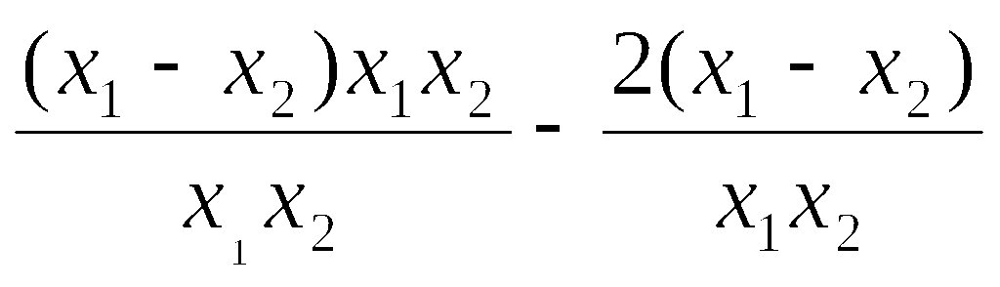 (x₁ - x₂)x₁x₂ / x₁x₂ - 2(x₁ - x₂) / x₁x₂